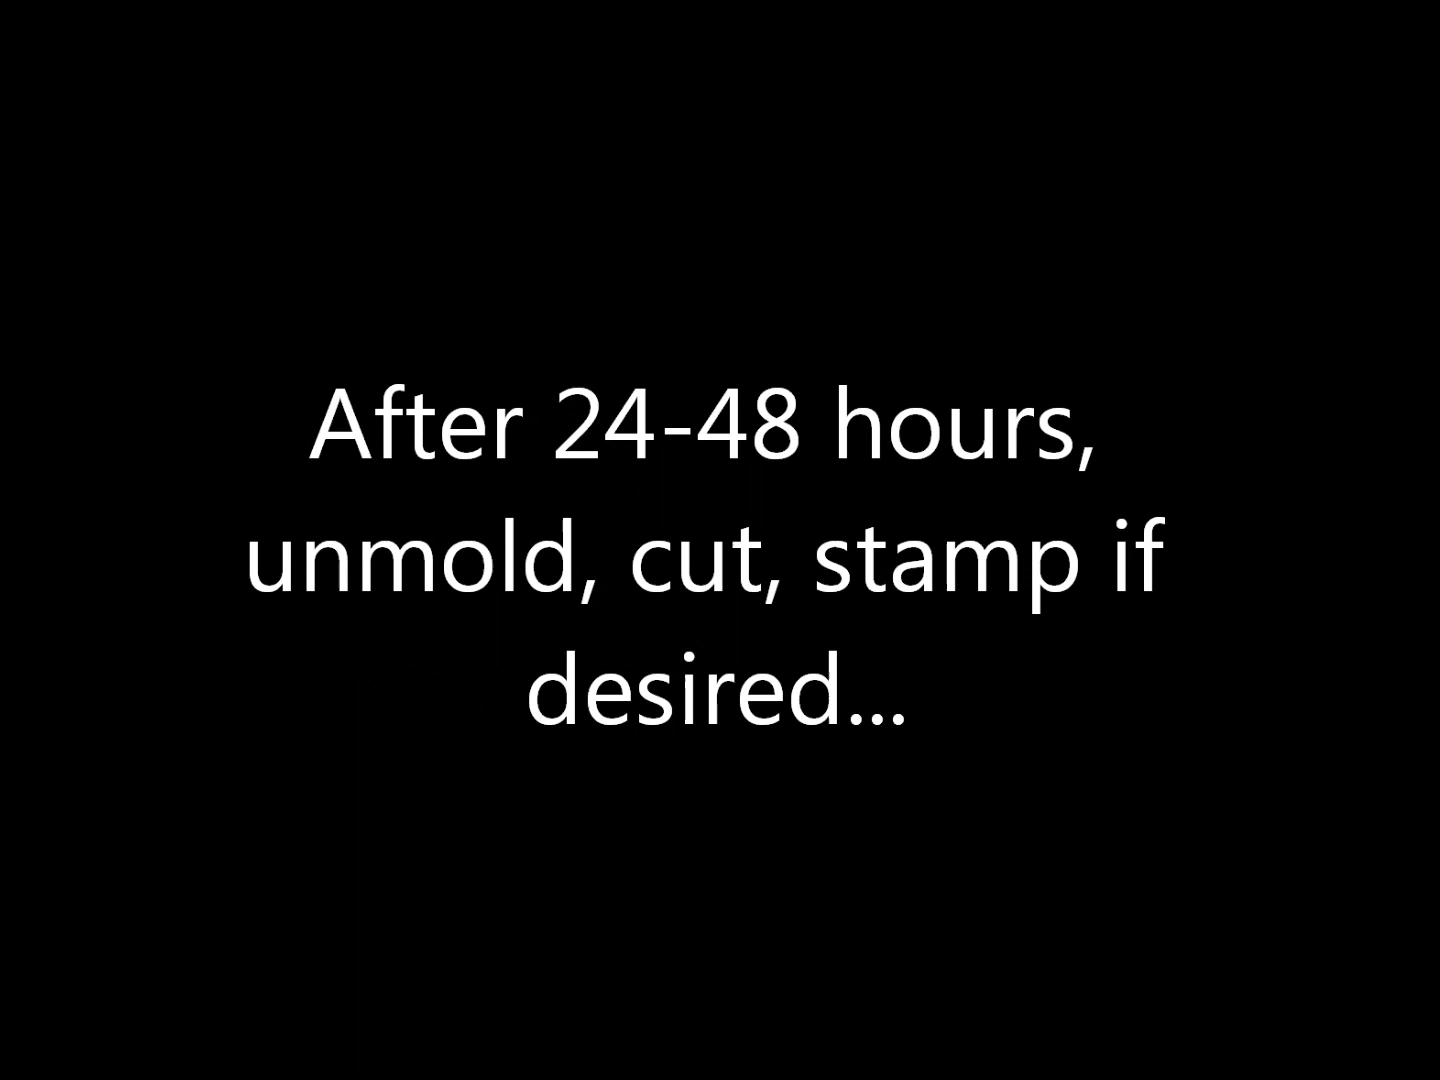 After 24-48 hours,
unmold, cut, stamp if
desired...